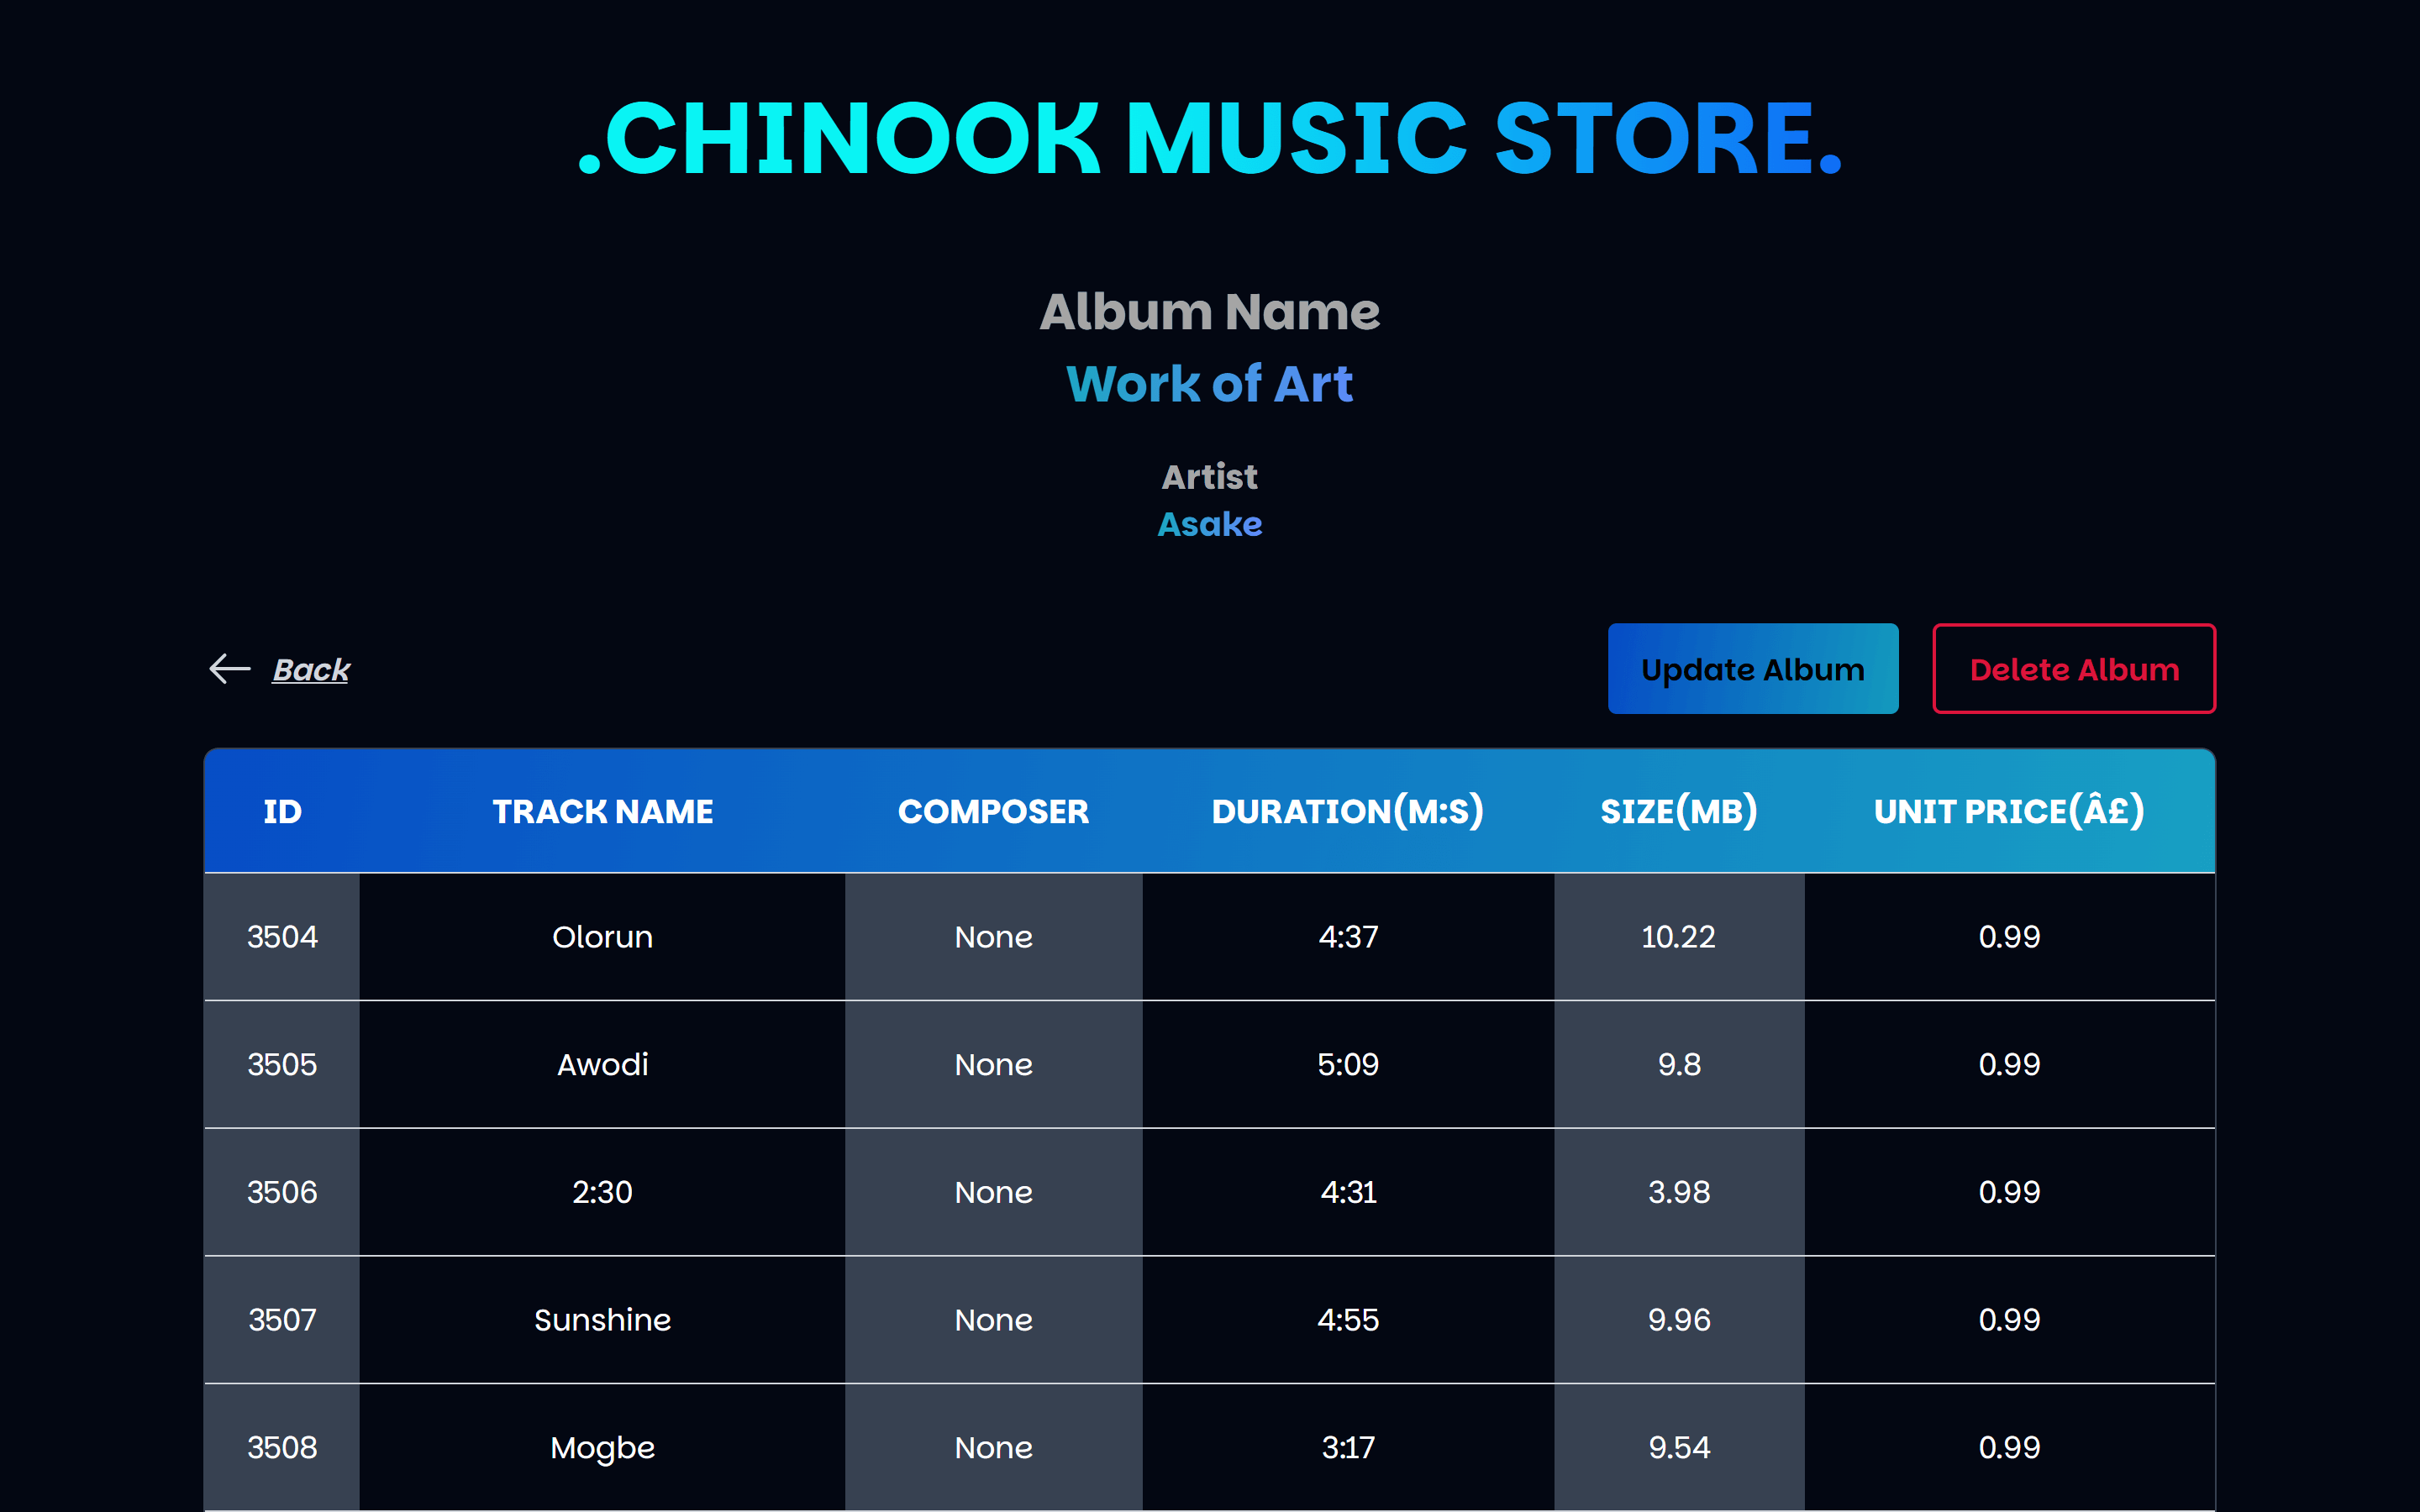 .CHINOOK MUSIC STORE.
Album Name
Work of Art
Artist
Asake
Back
Update Album
Delete Album
ID TRACK NAME COMPOSER DURATION(M:S) SIZE(MB) UNIT PRICE(Â£)
3504 Olorun None 4:37 10.22 0.99
3505 Awodi None 5:09 9.8 0.99
3506 2:30 None 4:31 3.98 0.99
3507 Sunshine None 4:55 9.96 0.99
3508 Mogbe None 3:17 9.54 0.99